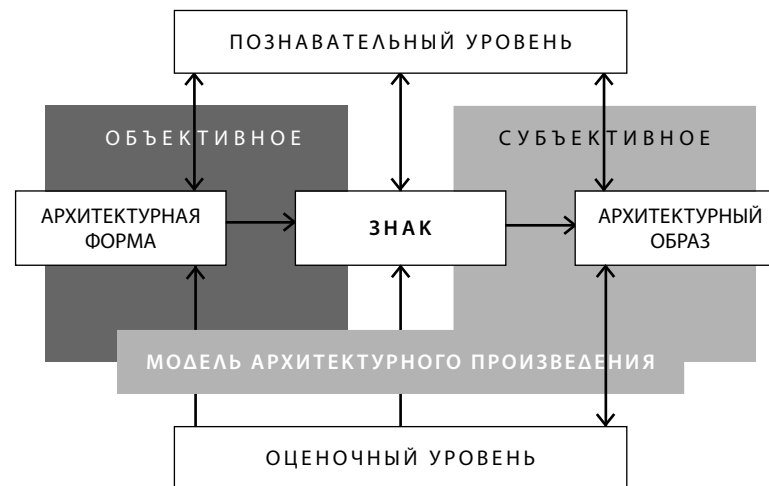 ПОЗНАВАТЕЛЬНЫЙ УРОВЕНЬ
ОБЪЕКТИВНОЕ
СУБЪЕКТИВНОЕ
АРХИТЕКТУРНАЯ
ФОРМА
ЗНАК
АРХИТЕКТУРНЫЙ
ОБРАЗ
МОДЕЛЬ АРХИТЕКТУРНОГО ПРОИЗВЕДЕНИЯ
ОЦЕНОЧНЫЙ УРОВЕНЬ